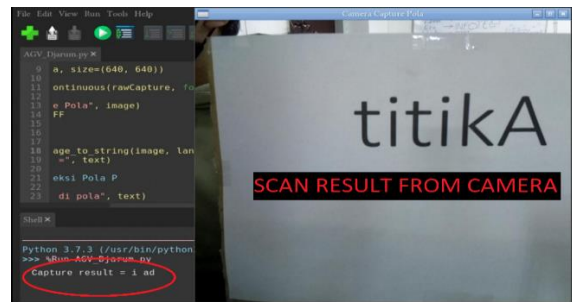 File Edit View Run Tools Help
AGV_Djarum.py ×
9 a, size=(640, 640))
10
11 ontinuous(rawCapture, fo
12
13 e Pola", image)
14 FF
15
16
17
18 age_to_string(image, lan
19 =", text)
20
21 eksi Pola P
22
23 di pola", text)
Shell ×
Python 3.7.3 (/usr/bin/python
>>> %Run AGV_Djarum.py
Capture result = i ad
Camera Capture Pola
titikA
SCAN RESULT FROM CAMERA